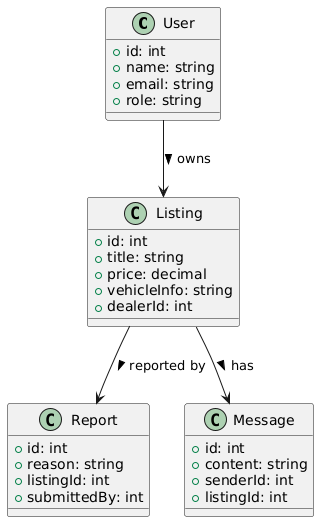 C User
+ id: int
+ name: string
+ email: string
+ role: string
owns
C Listing
id: int
title: string
price: decimal
vehicleInfo: string
dealerId: int
reported by
has
C Report
id: int
reason: string
listingId: int
submittedBy: int
C Message
id: int
content: string
senderId: int
listingId: int